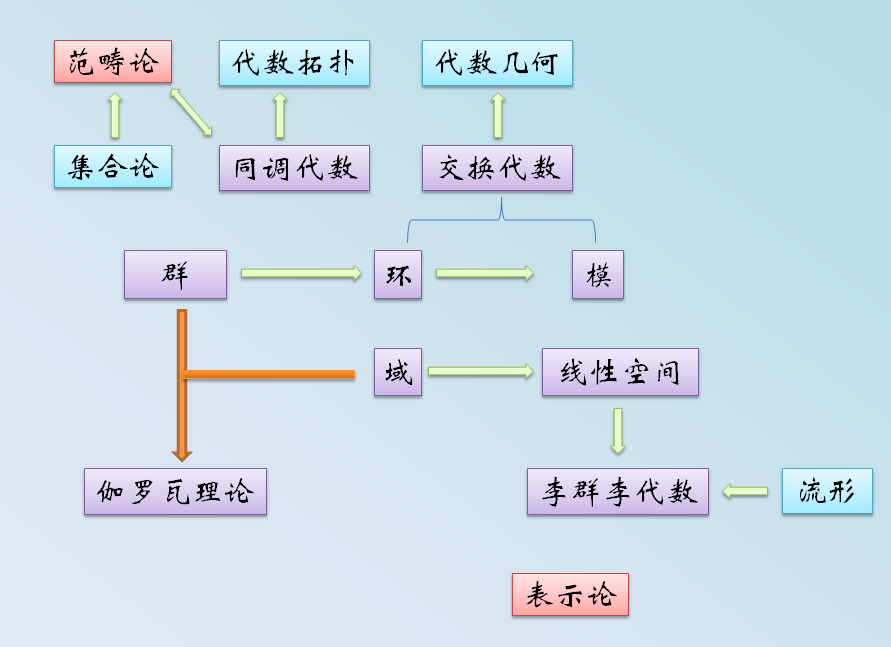 范畴论
代数拓扑
代数几何
集合论
同调代数
交换代数
群
环
模
域
线性空间
伽罗瓦理论
李群李代数
流形
表示论